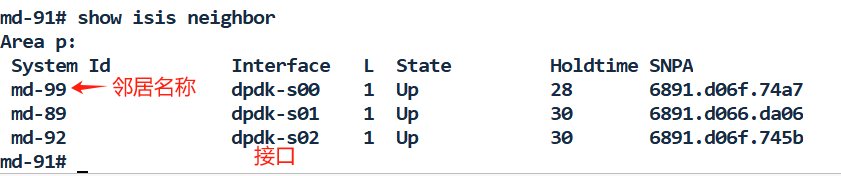 md-91# show isis neighbor
Area p:
System Id Interface L State Holdtime SNPA
md-99 邻居名称 dpdk-s00 1 Up 28 6891.d06f.74a7
md-89 dpdk-s01 1 Up 30 6891.d066.da06
md-92 dpdk-s02 1 Up 30 6891.d06f.745b
接口
md-91# _